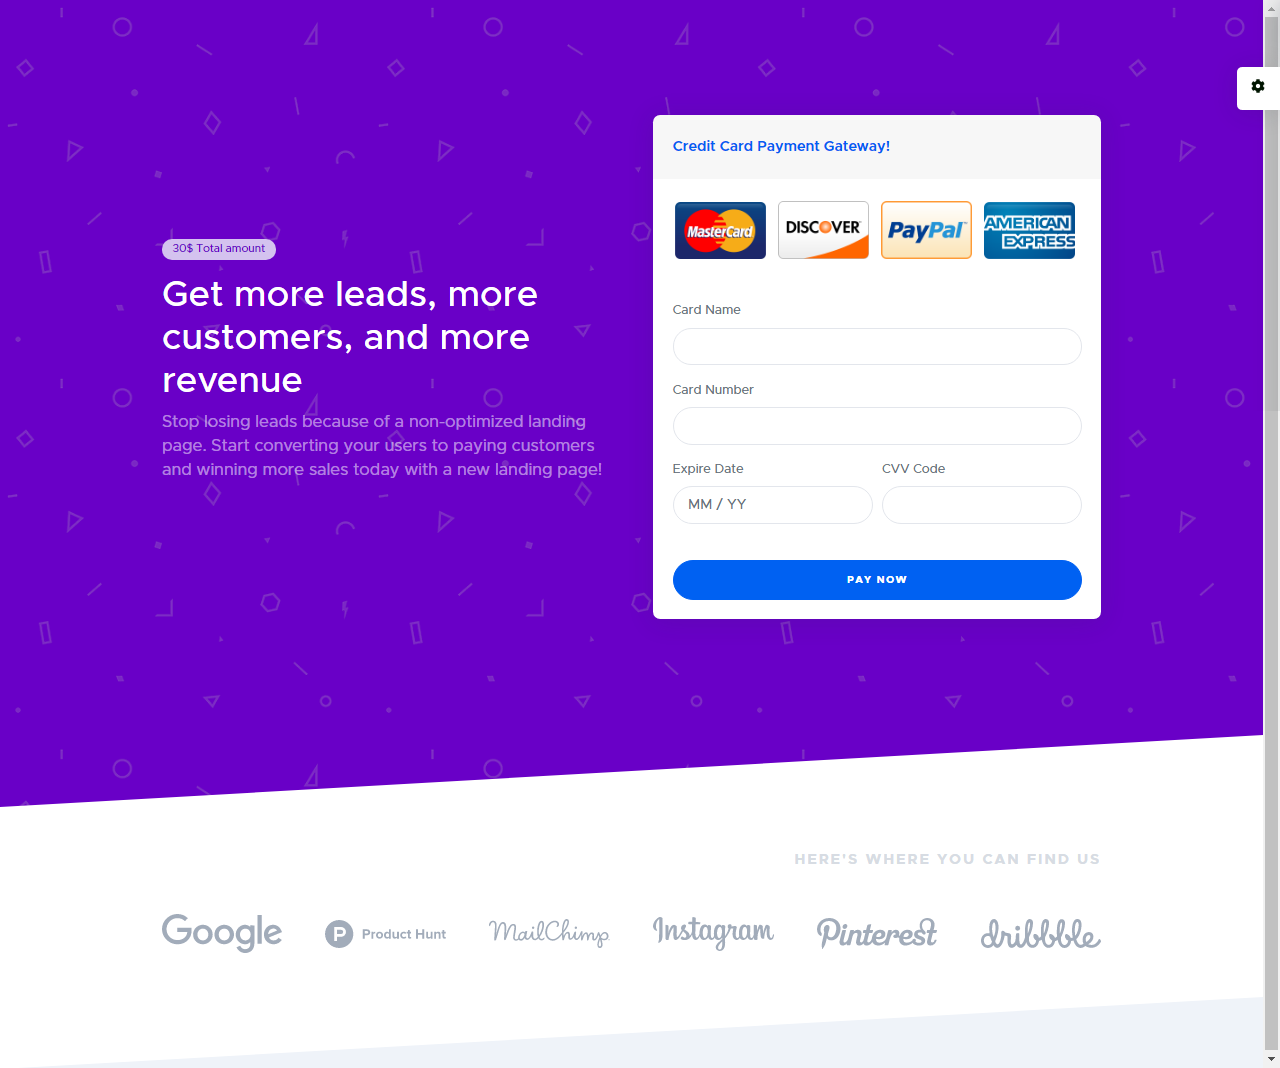 30$ Total amount
Get more leads, more
customers, and more
revenue
Stop losing leads because of a non-optimized landing
page. Start converting your users to paying customers
and winning more sales today with a new landing page!
Credit Card Payment Gateway!
MasterCard
DISCOVER
PayPal
AMERICAN
EXPRESS
Card Name
Card Number
Expire Date
CVV Code
MM / YY
PAY NOW
HERE'S WHERE YOU CAN FIND US
Google
P Product Hunt
MailChimp
Instagram
Pinterest
dribbble